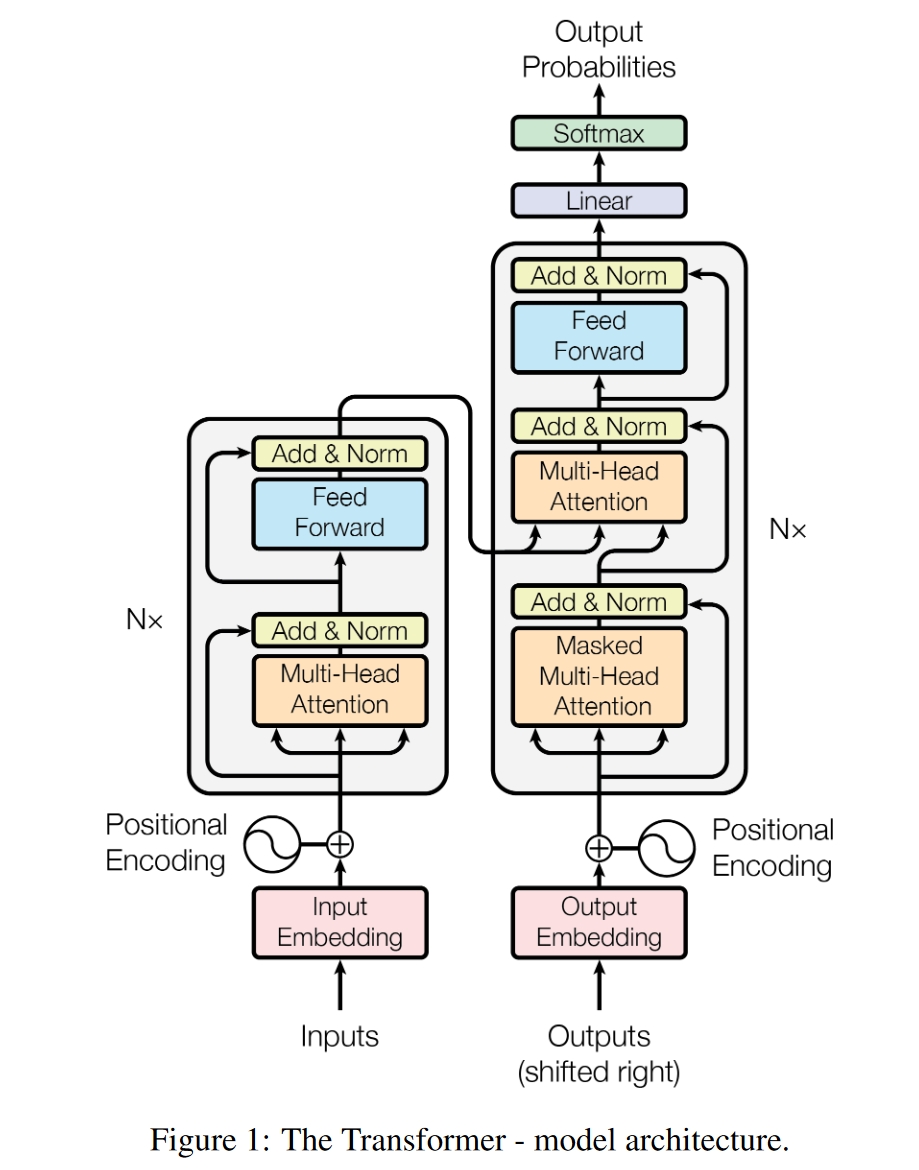 Output
Probabilities
Softmax
Linear
Add & Norm
Feed
Forward
Add & Norm
Multi-Head
Attention
N×
Add & Norm
Masked
Multi-Head
Attention
Add & Norm
Feed
Forward
N×
Add & Norm
Multi-Head
Attention
Positional
Encoding
Positional
Encoding
Input
Embedding
Output
Embedding
Inputs
Outputs
(shifted right)
Figure 1: The Transformer - model architecture.